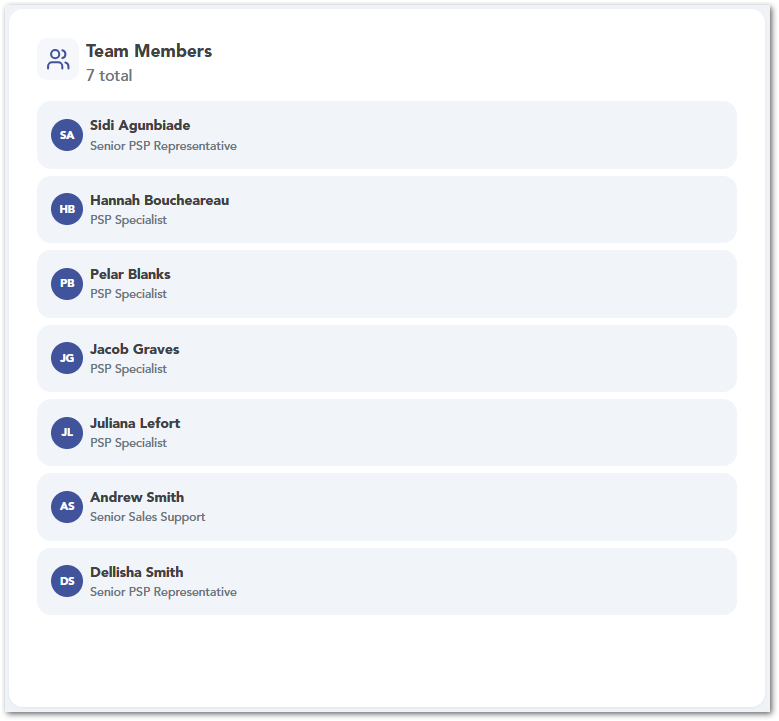 Team Members
7 total
SA
Sidi Agunbiade
Senior PSP Representative
HB
Hannah Boucheareau
PSP Specialist
PB
Pelar Blanks
PSP Specialist
JG
Jacob Graves
PSP Specialist
JL
Juliana Lefort
PSP Specialist
AS
Andrew Smith
Senior Sales Support
DS
Dellisha Smith
Senior PSP Representative